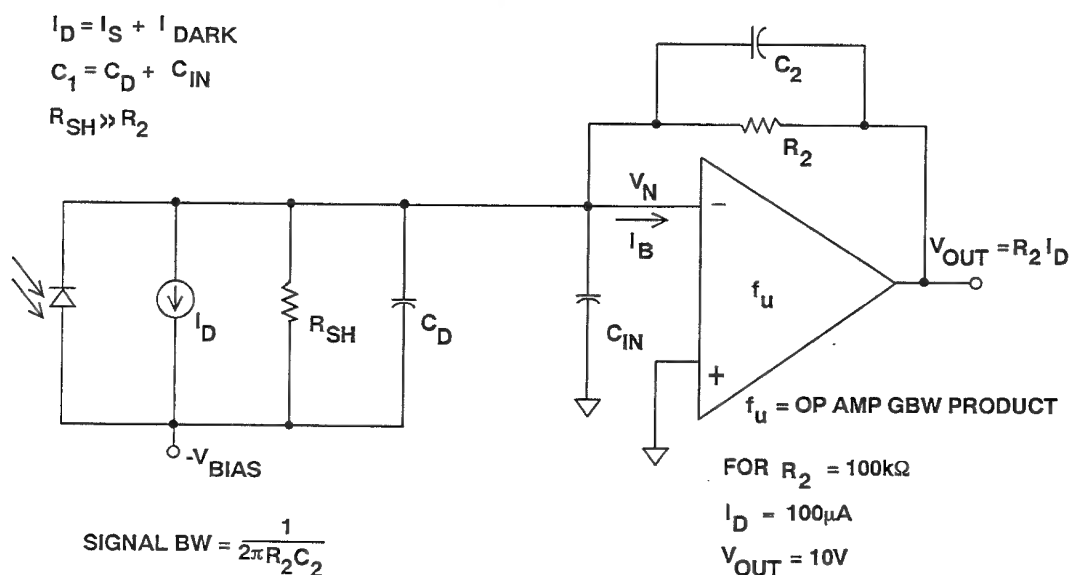 I_D = I_S + I_DARK
C_1 = C_D + C_IN
R_SH >> R_2
C_2
R_2
V_N
I_B
−
V_OUT = R_2 I_D
I_D
R_SH
C_D
C_IN
f_u
+
f_u = OP AMP GBW PRODUCT
-V_BIAS
FOR R_2 = 100kΩ
I_D = 100μA
V_OUT = 10V
SIGNAL BW = 1 / 2πR_2C_2